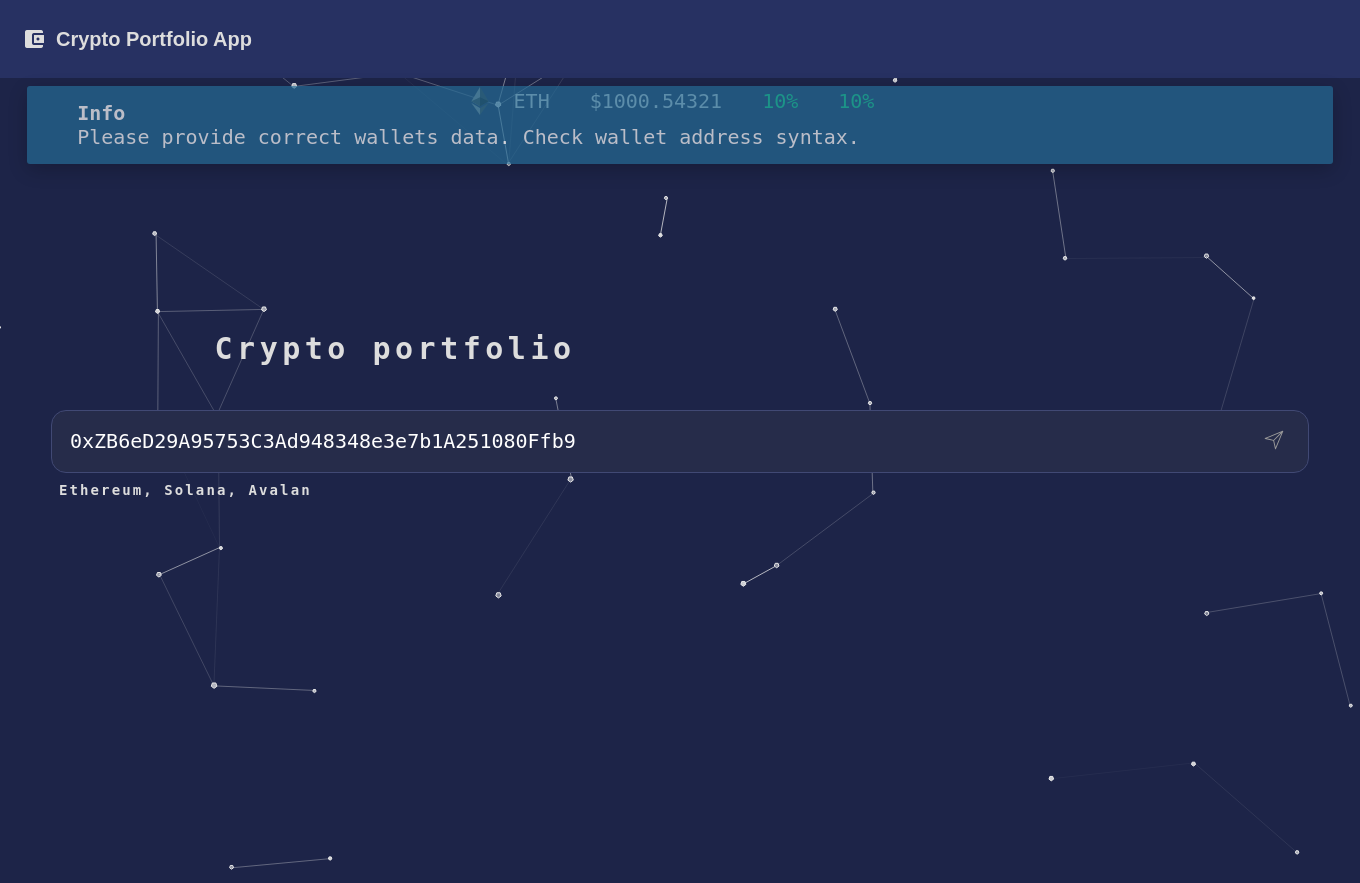 Crypto Portfolio App
ETH $1000.54321 10% 10%
Info
Please provide correct wallets data. Check wallet address syntax.
Crypto portfolio
0xZB6eD29A95753C3Ad948348e3e7b1A251080Ffb9
Ethereum, Solana, Avalan